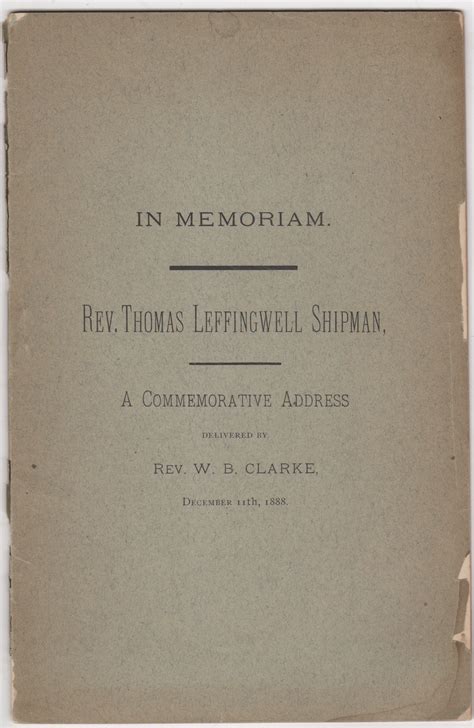 IN MEMORIAM.
REV. THOMAS LEFFINGWELL SHIPMAN,
A COMMEMORATIVE ADDRESS
DELIVERED BY
REV. W. B. CLARKE,
DECEMBER 11th, 1888.